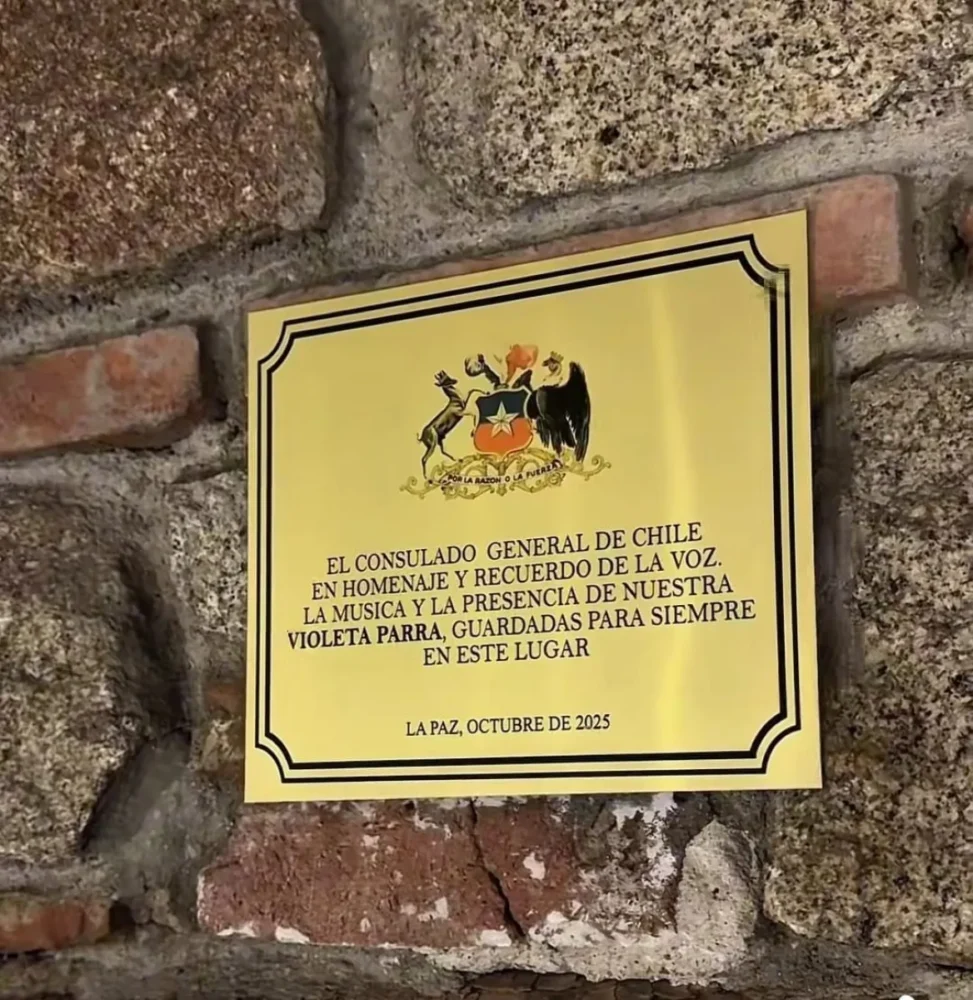 POR LA RAZON O LA FUERZA
EL CONSULADO GENERAL DE CHILE
EN HOMENAJE Y RECUERDO DE LA VOZ.
LA MUSICA Y LA PRESENCIA DE NUESTRA
VIOLETA PARRA, GUARDADAS PARA SIEMPRE
EN ESTE LUGAR
LA PAZ, OCTUBRE DE 2025